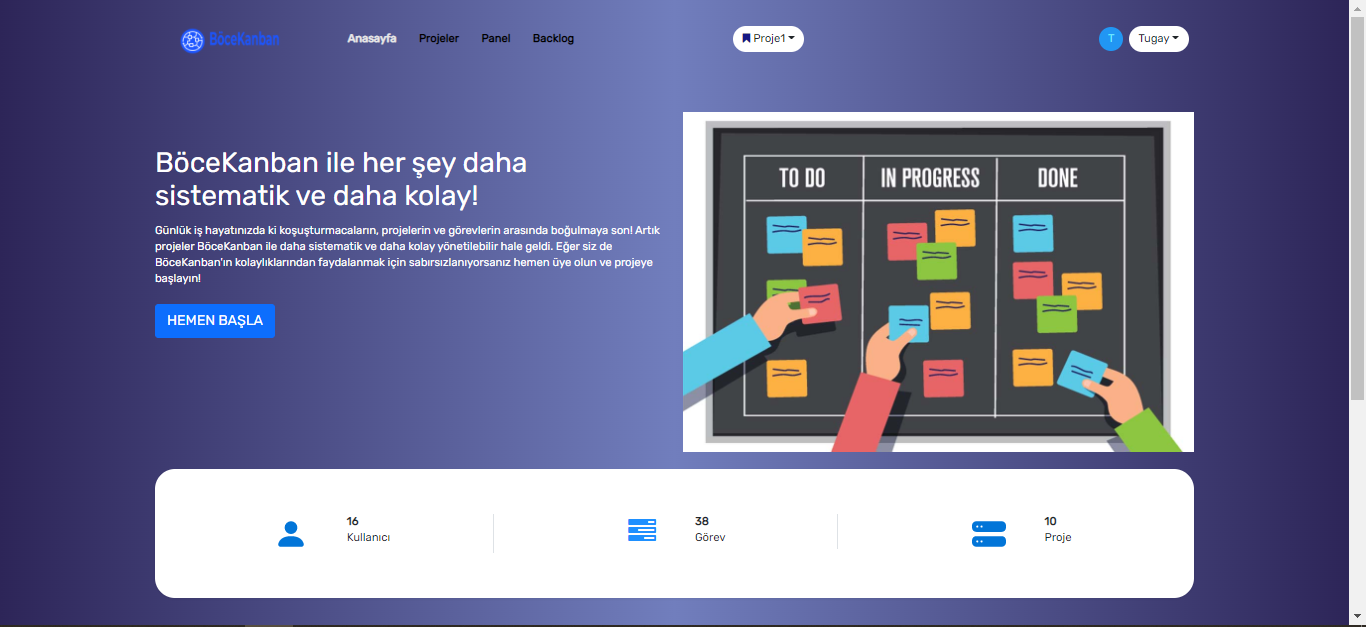 BöceKanban Anasayfa Projeler Panel Backlog Proje1 T Tugay
BöceKanban ile her şey daha
sistematik ve daha kolay!
Günlük iş hayatınızda ki koşuşturmacaların, projelerin ve görevlerin arasında boğulmaya son! Artık
projeler BöceKanban ile daha sistematik ve daha kolay yönetilebilir hale geldi. Eğer siz de
BöceKanban'ın kolaylıklarından faydalanmak için sabırsızlanıyorsanız hemen üye olun ve projeye
başlayın!
HEMEN BAŞLA
TO DO IN PROGRESS DONE
16
Kullanıcı
38
Görev
10
Proje